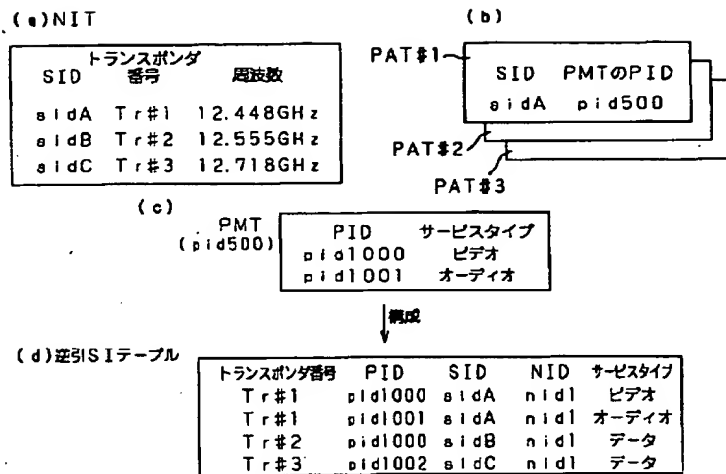 (a)NIT
トランスポンダ
SID 番号 周波数
sidA Tr#1 12.448GHz
sidB Tr#2 12.555GHz
sidC Tr#3 12.718GHz
(b)
PAT#1
SID PMTのPID
sidA pid500
PAT#2
PAT#3
(c)
PMT
(pid500)
PID サービスタイプ
pid1000 ビデオ
pid1001 オーディオ
構成
(d)逆引SIテーブル
トランスポンダ番号 PID SID NID サービスタイプ
Tr#1 pid1000 sidA nid1 ビデオ
Tr#1 pid1001 sidA nid1 オーディオ
Tr#2 pid1000 sidB nid1 データ
Tr#3 pid1002 sidC nid1 データ